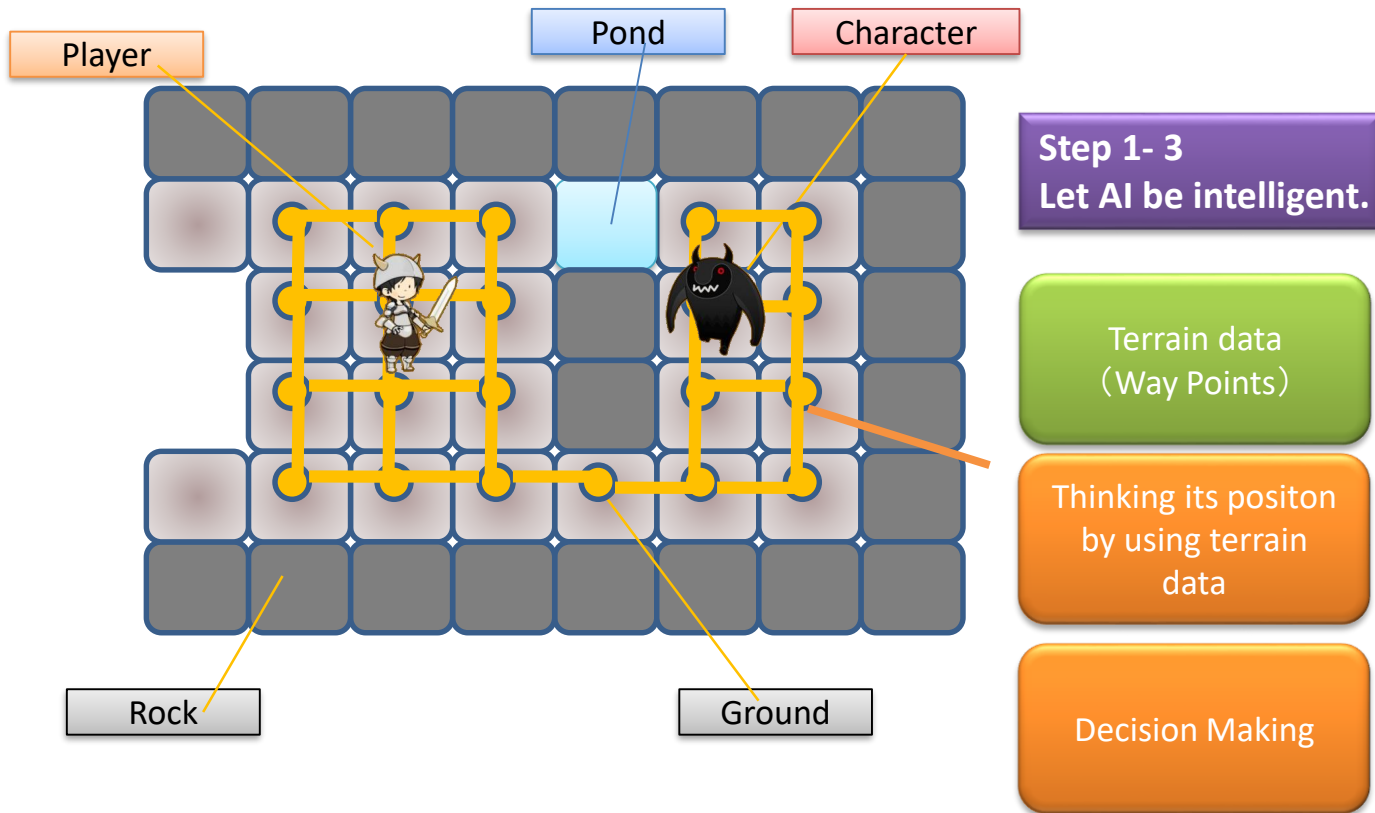 Player
Pond
Character
Step 1- 3
Let AI be intelligent.
Terrain data
（Way Points）
Thinking its positon
by using terrain
data
Decision Making
Rock
Ground